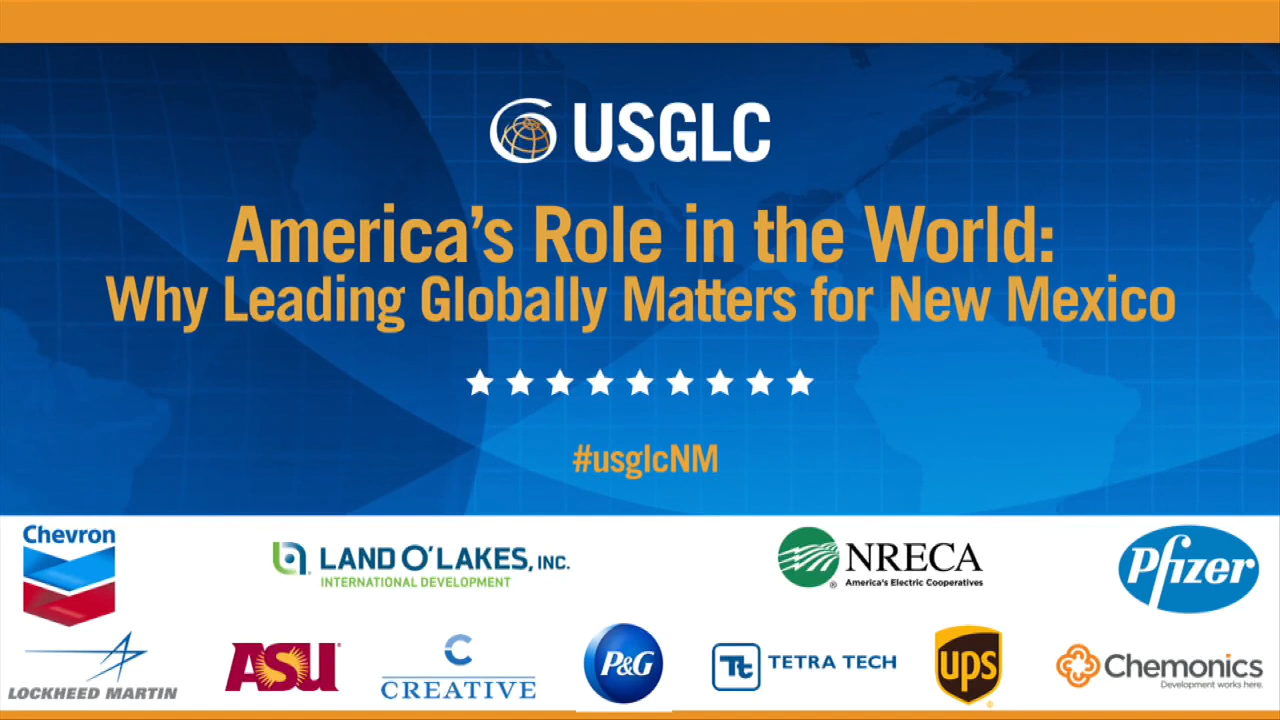 USGLC
America's Role in the World:
Why Leading Globally Matters for New Mexico
#usglcNM
Chevron
LAND O'LAKES, INC.
INTERNATIONAL DEVELOPMENT
NRECA
America's Electric Cooperatives
Pfizer
LOCKHEED MARTIN
ASU
C
CREATIVE
P&G
Tt TETRA TECH
ups
Chemonics
Development works here.